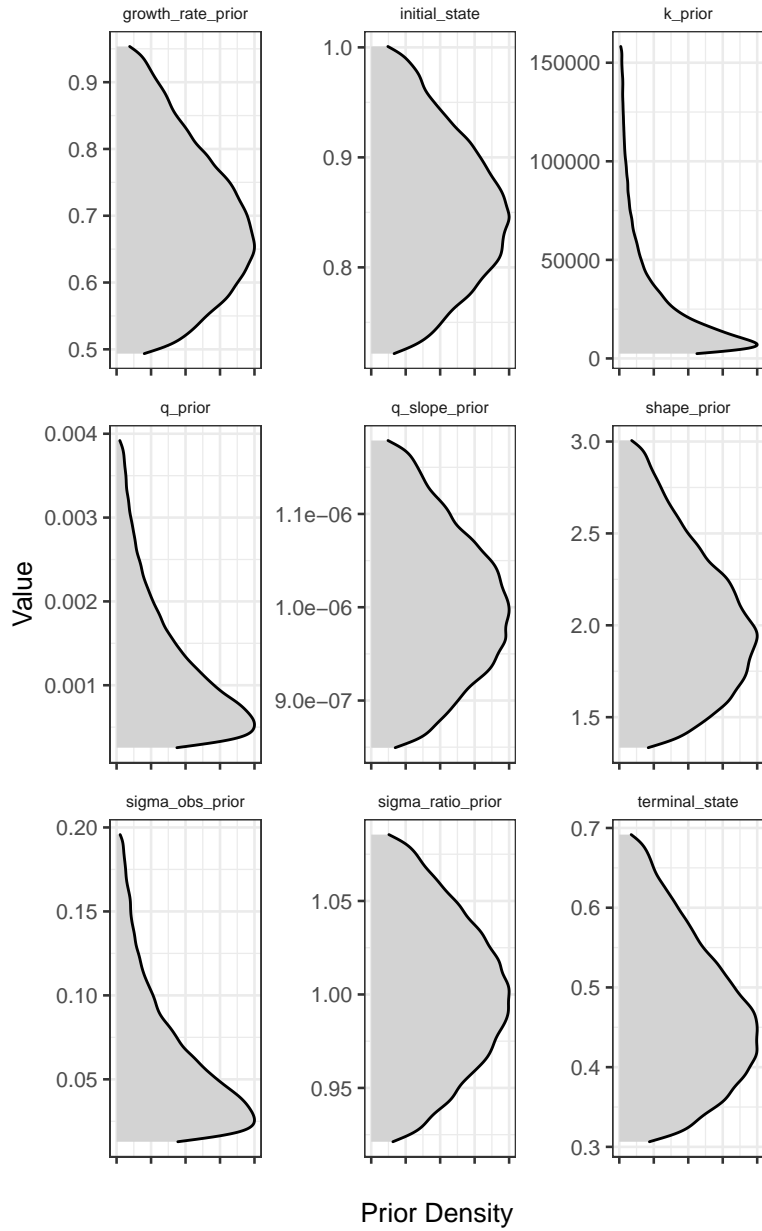 growth_rate_prior
initial_state
k_prior
0.9
0.8
0.7
0.6
0.5
1.0
0.9
0.8
150000
100000
50000
0
q_prior
q_slope_prior
shape_prior
0.004
0.003
0.002
0.001
1.1e−06
1.0e−06
9.0e−07
3.0
2.5
2.0
1.5
Value
sigma_obs_prior
sigma_ratio_prior
terminal_state
0.20
0.15
0.10
0.05
1.05
1.00
0.95
0.7
0.6
0.5
0.4
0.3
Prior Density